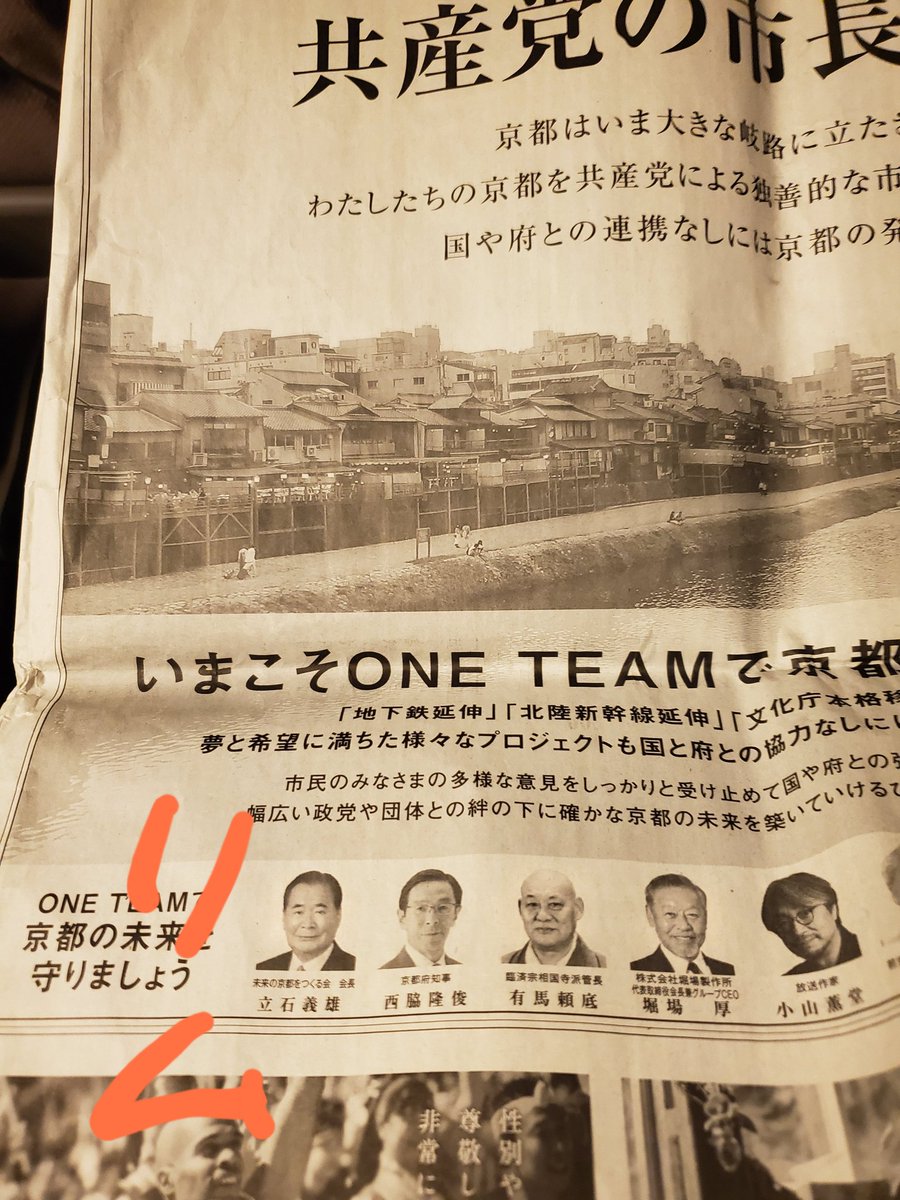 共産党の市長
京都はいま大きな岐路に立たさ
わたしたちの京都を共産党による独善的な市
国や府との連携なしには京都の発
いまこそONE TEAMで京都
「地下鉄延伸」「北陸新幹線延伸」「文化庁本格移
夢と希望に満ちた様々なプロジェクトも国と府との協力なしに
市民のみなさまの多様な意見をしっかりと受け止めて国や府との強
幅広い政党や団体との絆の下に確かな京都の未来を築いていける
ONE TEAMで
京都の未来を
守りましょう
未来の京都をつくる会 会長
立石義雄
京都府知事
西脇隆俊
臨済宗相国寺派管長
有馬頼底
株式会社堀場製作所
代表取締役会長兼グループCEO
堀場 厚
放送作家
小山薫堂
リム
性別や
尊敬し
非常に